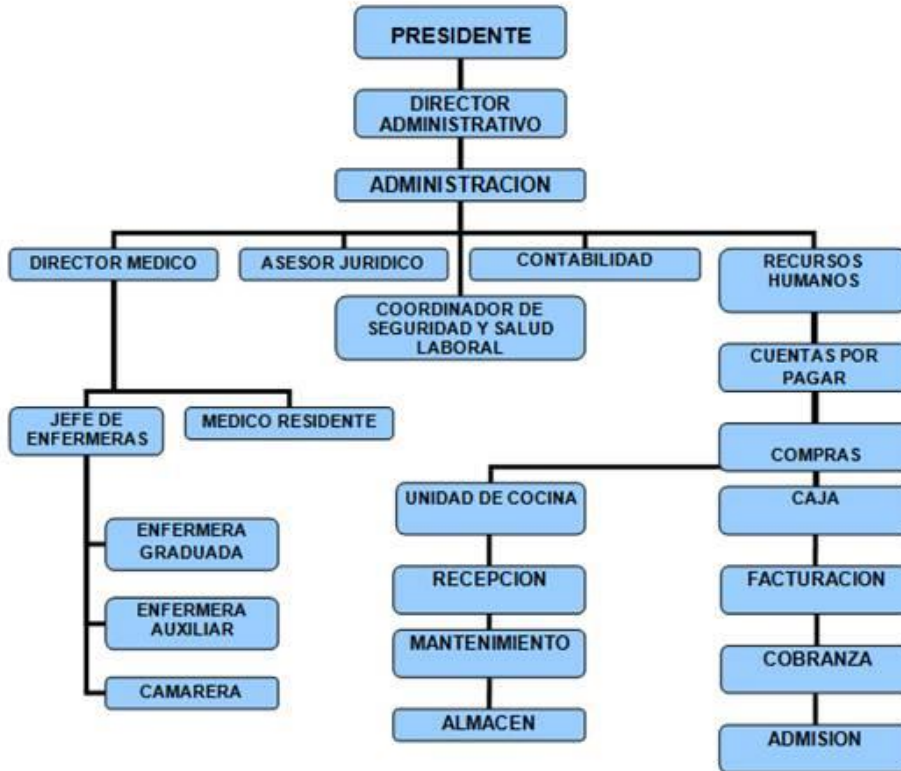 PRESIDENTE
DIRECTOR
ADMINISTRATIVO
ADMINISTRACION
DIRECTOR MEDICO
ASESOR JURIDICO
CONTABILIDAD
RECURSOS
HUMANOS
COORDINADOR DE
SEGURIDAD Y SALUD
LABORAL
CUENTAS POR
PAGAR
JEFE DE
ENFERMERAS
MEDICO RESIDENTE
COMPRAS
UNIDAD DE COCINA
CAJA
ENFERMERA
GRADUADA
RECEPCION
FACTURACION
ENFERMERA
AUXILIAR
MANTENIMIENTO
COBRANZA
CAMARERA
ALMACEN
ADMISION